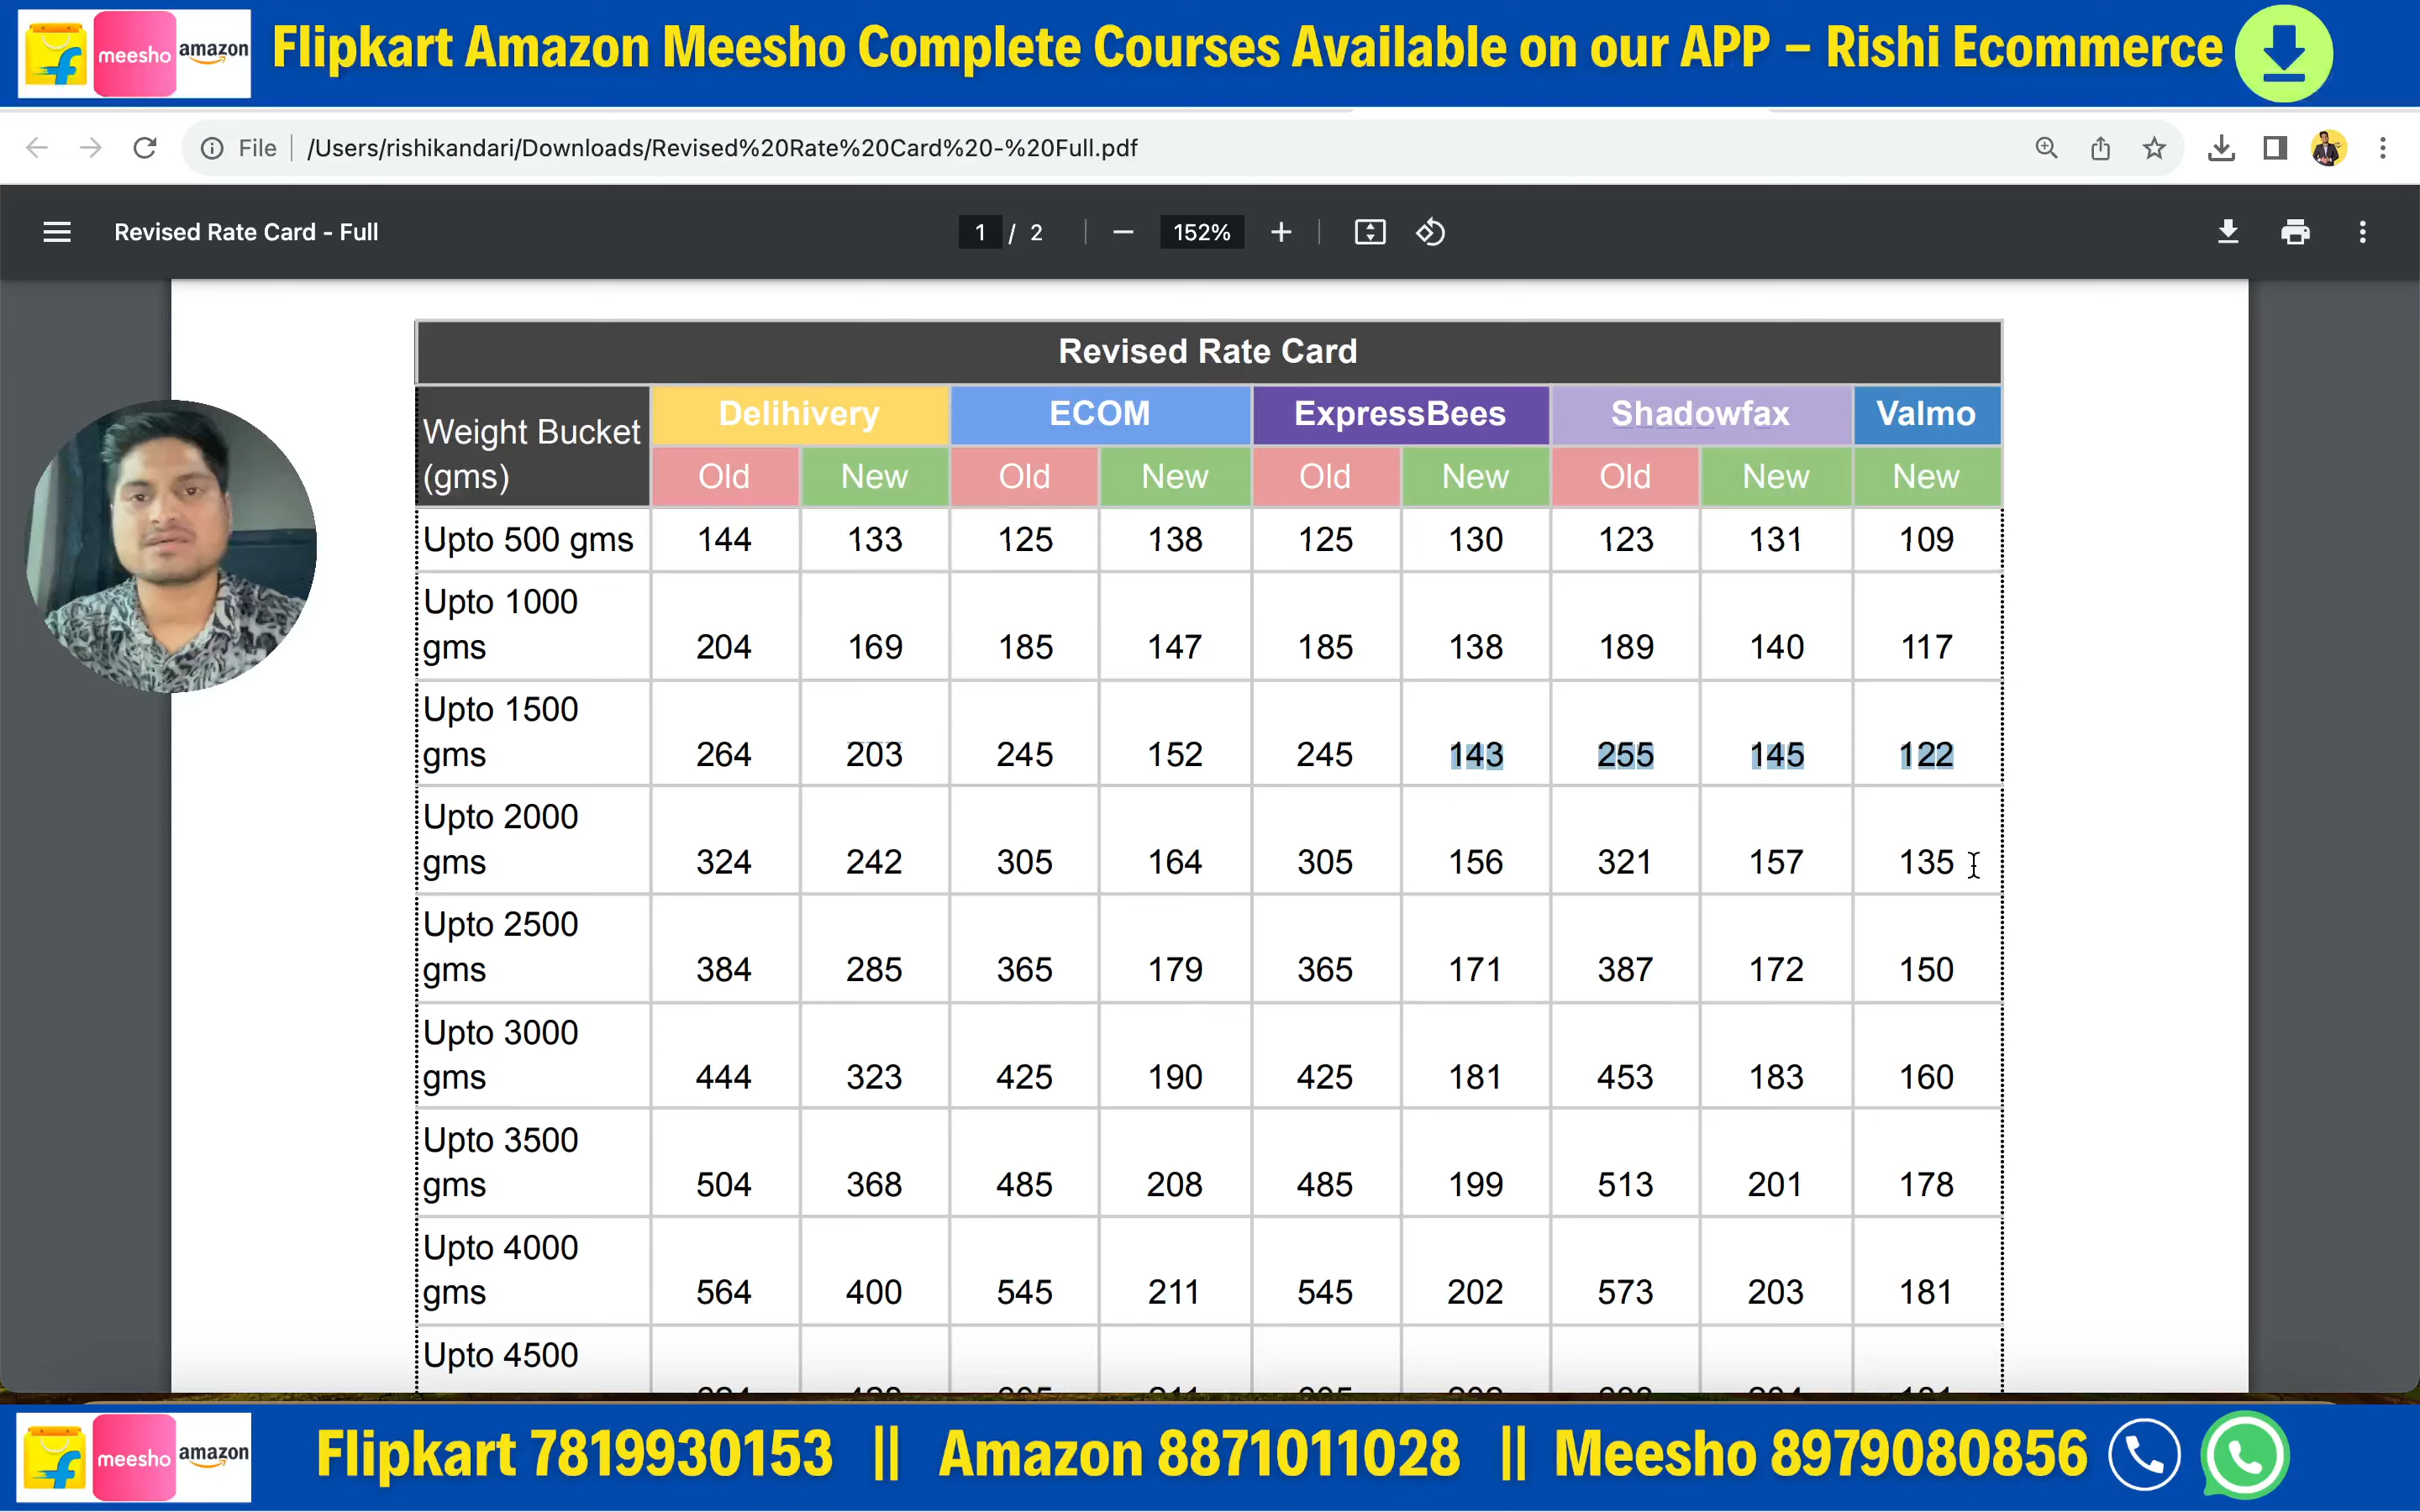 meesho amazon Flipkart Amazon Meesho Complete Courses Available on our APP – Rishi Ecommerce
File /Users/rishikandari/Downloads/Revised%20Rate%20Card%20-%20Full.pdf
Revised Rate Card - Full 1 / 2 152%
Revised Rate Card
Weight Bucket (gms) Delihivery ECOM ExpressBees Shadowfax Valmo
Old New Old New Old New Old New New
Upto 500 gms 144 133 125 138 125 130 123 131 109
Upto 1000 gms 204 169 185 147 185 138 189 140 117
Upto 1500 gms 264 203 245 152 245 143 255 145 122
Upto 2000 gms 324 242 305 164 305 156 321 157 135
Upto 2500 gms 384 285 365 179 365 171 387 172 150
Upto 3000 gms 444 323 425 190 425 181 453 183 160
Upto 3500 gms 504 368 485 208 485 199 513 201 178
Upto 4000 gms 564 400 545 211 545 202 573 203 181
Upto 4500
meesho amazon Flipkart 7819930153 || Amazon 8871011028 || Meesho 8979080856